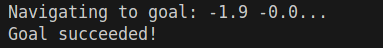 Navigating to goal: -1.9 -0.0...
Goal succeeded!